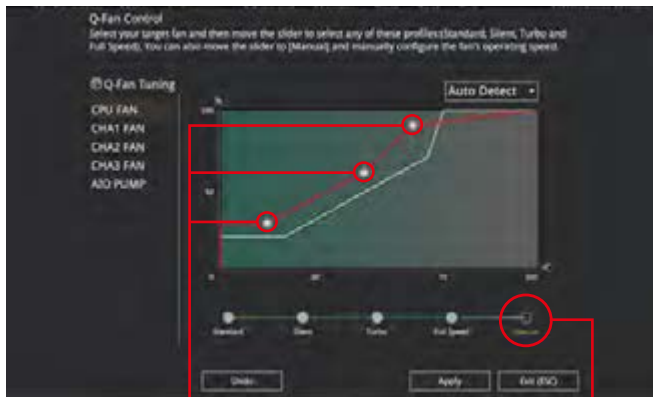 Q-Fan Control
Select your target fan and then move the slider to select any of these profiles(Standard, Silent, Turbo and
Full Speed). You can also move the slider to [Manual] and manually configure the fan's operating speed.
Q-Fan Tuning
Auto Detect
CPU FAN
CHA1 FAN
CHA2 FAN
CHA3 FAN
AIO PUMP
%
100
50
°C
0
70
100
Standard
Silent
Turbo
Full Speed
Manual
Undo
Apply
Exit (ESC)